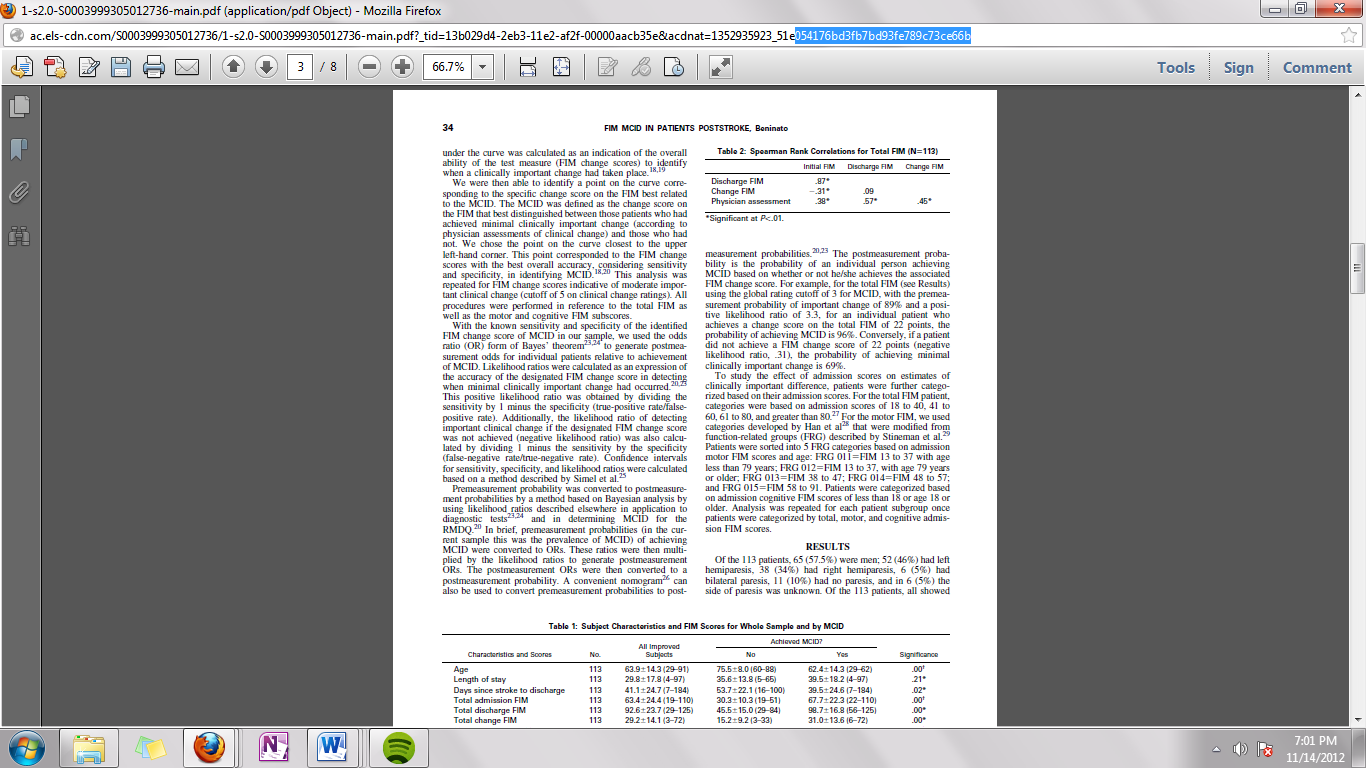 1-s2.0-S0003999305012736-main.pdf (application/pdf Object) - Mozilla Firefox
ac.els-cdn.com/S0003999305012736/1-s2.0-S0003999305012736-main.pdf?_tid=13b029d4-2eb3-11e2-af2f-00000aacb35e&acdnat=1352935923_51e054176bd3fb7bd93fe789c73ce66b
3 / 8 66.7% Tools Sign Comment
34 FIM MCID IN PATIENTS POSTSTROKE, Beninato
under the curve was calculated as an indication of the overall
ability of the test measure (FIM change scores) to identify
when a clinically important change had taken place.18,19
We were then able to identify a point on the curve corre-
sponding to the specific change score on the FIM best related
to the MCID. The MCID was defined as the change score on
the FIM that best distinguished between those patients who had
achieved minimal clinically important change (according to
physician assessments of clinical change) and those who had
not. We chose the point on the curve closest to the upper
left-hand corner. This point corresponded to the FIM change
scores with the best overall accuracy, considering sensitivity
and specificity, in identifying MCID.18,20 This analysis was
repeated for FIM change scores indicative of moderate impor-
tant clinical change (cutoff of 5 on clinical change ratings). All
procedures were performed in reference to the total FIM as
well as the motor and cognitive FIM subscores.
With the known sensitivity and specificity of the identified
FIM change score of MCID in our sample, we used the odds
ratio (OR) form of Bayes' theorem23,24 to generate postmea-
surement odds for individual patients relative to achievement
of MCID. Likelihood ratios were calculated as an expression of
the accuracy of the designated FIM change score in detecting
when minimal clinically important change had occurred.20,23
This positive likelihood ratio was obtained by dividing the
sensitivity by 1 minus the specificity (true-positive rate/false-
positive rate). Additionally, the likelihood ratio of detecting
important clinical change if the designated FIM change score
was not achieved (negative likelihood ratio) was also calcu-
lated by dividing 1 minus the sensitivity by the specificity
(false-negative rate/true-negative rate). Confidence intervals
for sensitivity, specificity, and likelihood ratios were calculated
based on a method described by Simel et al.25
Premeasurement probability was converted to postmeasure-
ment probabilities by a method based on Bayesian analysis by
using likelihood ratios described elsewhere in application to
diagnostic tests23,24 and in determining MCID for the
RMDQ.20 In brief, premeasurement probabilities (in the cur-
rent sample this was the prevalence of MCID) of achieving
MCID were converted to ORs. These ratios were then multi-
plied by the likelihood ratios to generate postmeasurement
ORs. The postmeasurement ORs were then converted to a
postmeasurement probability. A convenient nomogram26 can
also be used to convert premeasurement probabilities to post-
Table 2: Spearman Rank Correlations for Total FIM (N=113)
Initial FIM Discharge FIM Change FIM
Discharge FIM .87*
Change FIM −.31* .09
Physician assessment .38* .57* .45*
*Significant at P<.01.
measurement probabilities.20,23 The postmeasurement proba-
bility is the probability of an individual person achieving
MCID based on whether or not he/she achieves the associated
FIM change score. For example, for the total FIM (see Results)
using the global rating cutoff of 3 for MCID, with the premea-
surement probability of important change of 89% and a posi-
tive likelihood ratio of 3.3, for an individual patient who
achieves a change score on the total FIM of 22 points, the
probability of achieving MCID is 96%. Conversely, if a patient
did not achieve a FIM change score of 22 points (negative
likelihood ratio, .31), the probability of achieving minimal
clinically important change is 69%.
To study the effect of admission scores on estimates of
clinically important difference, patients were further catego-
rized based on their admission scores. For the total FIM patient,
categories were based on admission scores of 18 to 40, 41 to
60, 61 to 80, and greater than 80.27 For the motor FIM, we used
categories developed by Han et al28 that were modified from
function-related groups (FRG) described by Stineman et al.29
Patients were sorted into 5 FRG categories based on admission
motor FIM scores and age: FRG 011=FIM 13 to 37 with age
less than 79 years; FRG 012=FIM 13 to 37, with age 79 years
or older; FRG 013=FIM 38 to 47; FRG 014=FIM 48 to 57;
and FRG 015=FIM 58 to 91. Patients were categorized based
on admission cognitive FIM scores of less than 18 or age 18 or
older. Analysis was repeated for each patient subgroup once
patients were categorized by total, motor, and cognitive admis-
sion FIM scores.
RESULTS
Of the 113 patients, 65 (57.5%) were men; 52 (46%) had left
hemiparesis, 38 (34%) had right hemiparesis, 6 (5%) had
bilateral paresis, 11 (10%) had no paresis, and in 6 (5%) the
side of paresis was unknown. Of the 113 patients, all showed
Table 1: Subject Characteristics and FIM Scores for Whole Sample and by MCID
Achieved MCID?
All Improved
Characteristics and Scores No. Subjects No Yes Significance
Age 113 63.9±14.3 (29–91) 75.5±8.0 (60–88) 62.4±14.3 (29–62) .00†
Length of stay 113 29.8±17.8 (4–97) 35.6±13.8 (5–65) 39.5±18.2 (4–97) .21*
Days since stroke to discharge 113 41.1±24.7 (7–184) 53.7±22.1 (16–100) 39.5±24.6 (7–184) .02*
Total admission FIM 113 63.4±24.4 (19–110) 30.3±10.3 (19–51) 67.7±22.3 (22–110) .00†
Total discharge FIM 113 92.6±23.7 (29–125) 45.5±15.0 (29–84) 98.7±16.8 (56–125) .00*
Total change FIM 113 29.2±14.1 (3–72) 15.2±9.2 (3–33) 31.0±13.6 (6–72) .00*
7:01 PM
11/14/2012